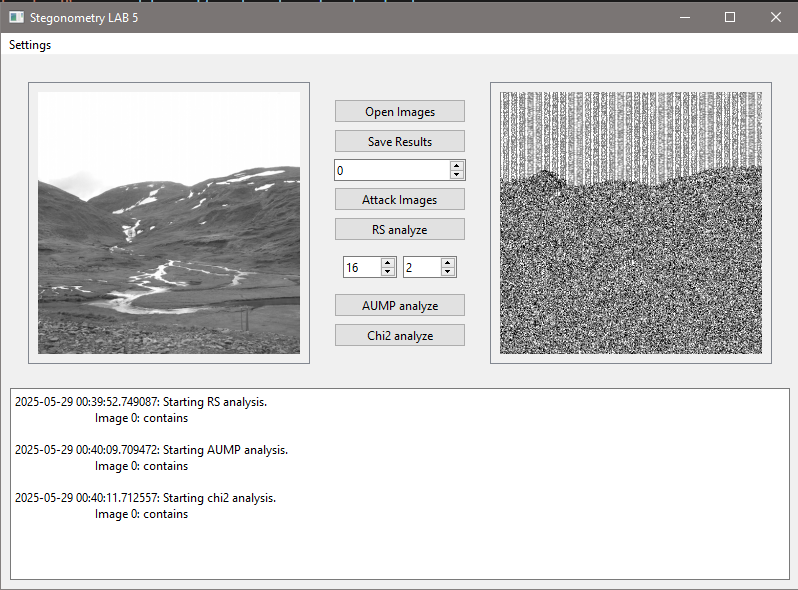 Stegonometry LAB 5
Settings
Open Images
Save Results
0
Attack Images
RS analyze
16 2
AUMP analyze
Chi2 analyze
2025-05-29 00:39:52.749087: Starting RS analysis.
Image 0: contains
2025-05-29 00:40:09.709472: Starting AUMP analysis.
Image 0: contains
2025-05-29 00:40:11.712557: Starting chi2 analysis.
Image 0: contains